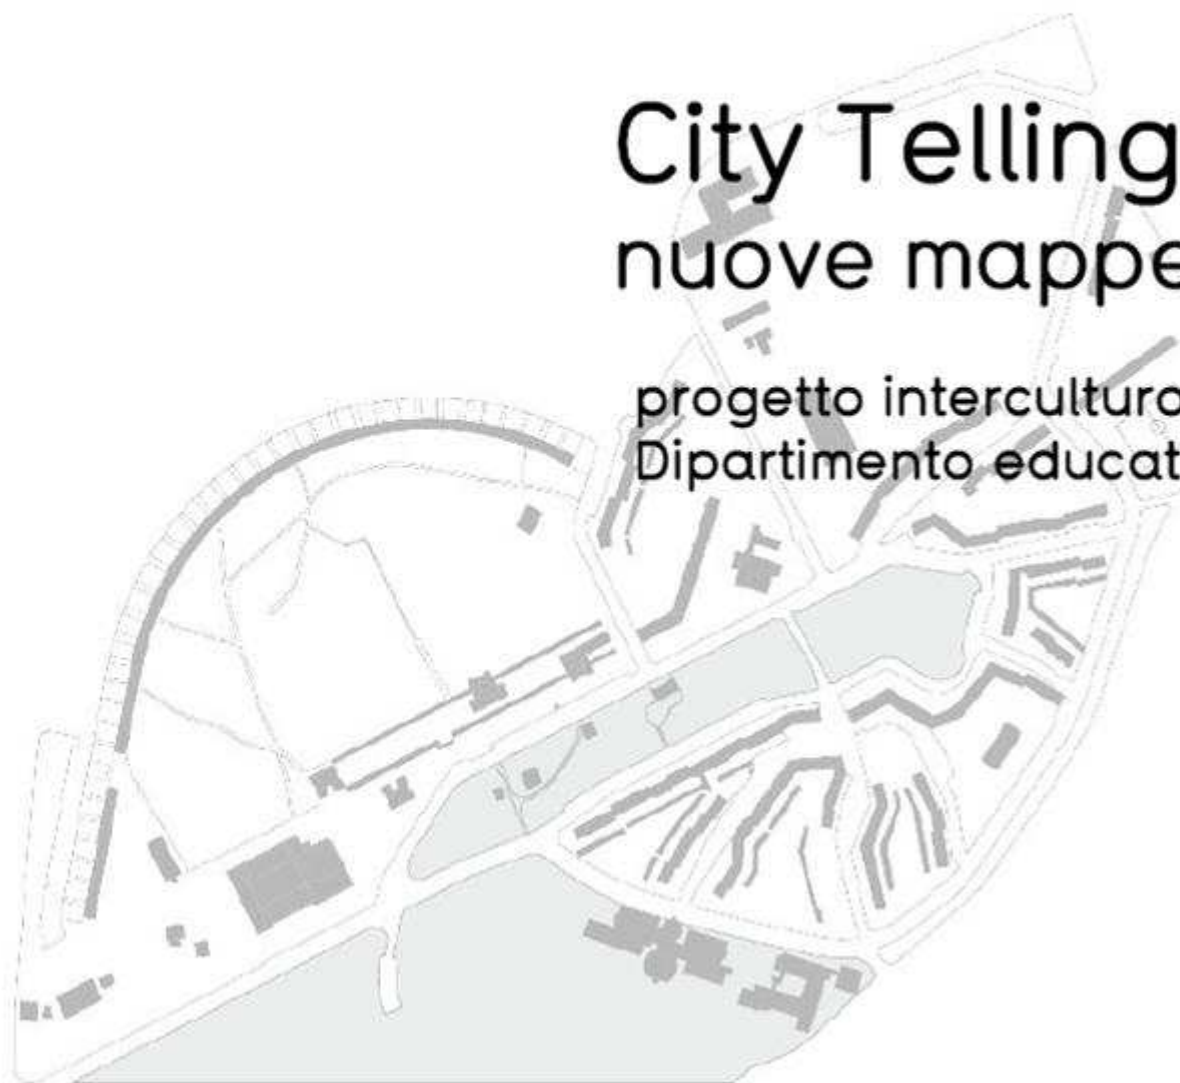 City Telling
nuove mappe
progetto intercultura
Dipartimento educat